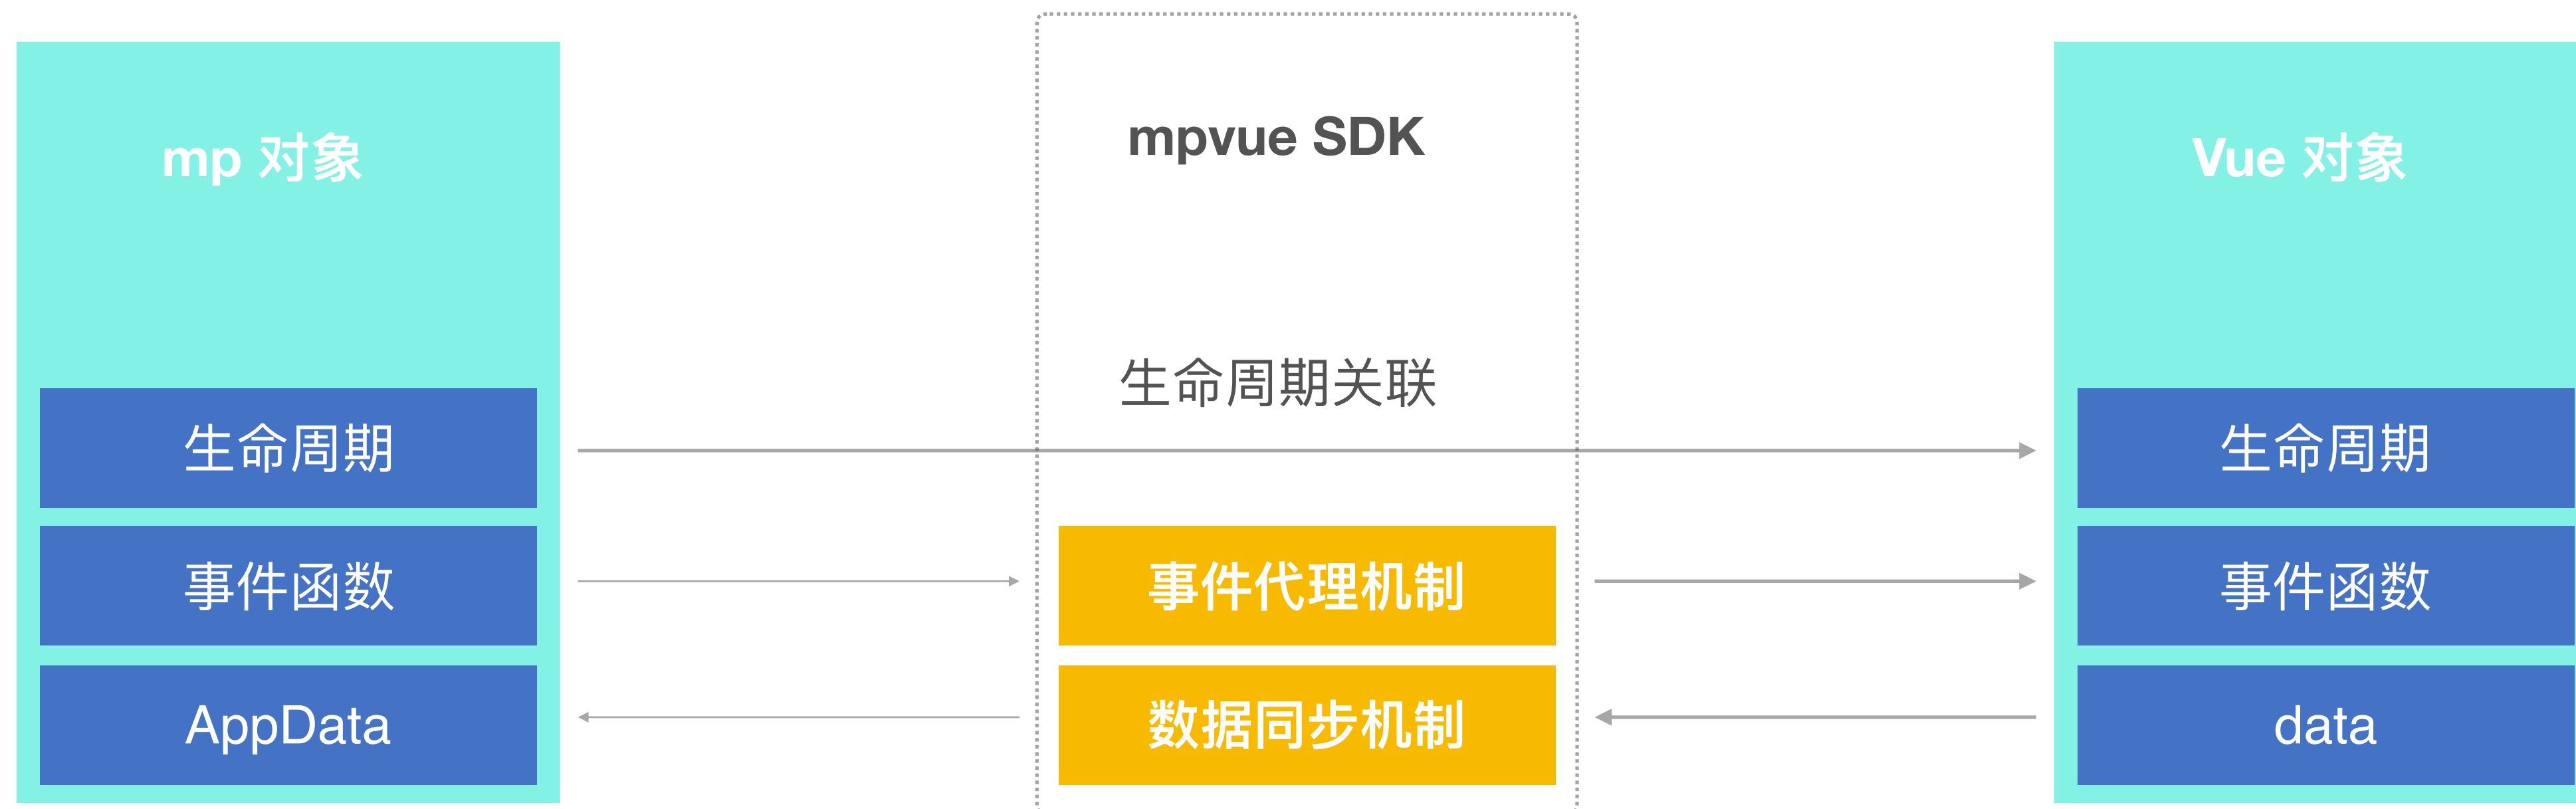 mp 对象
mpvue SDK
Vue 对象
生命周期关联
生命周期
生命周期
事件函数
事件代理机制
事件函数
AppData
数据同步机制
data